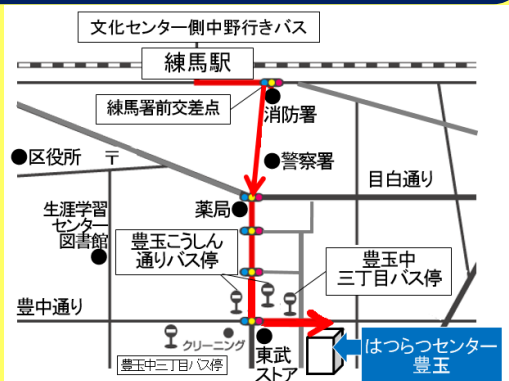 文化センター側中野行きバス
練馬駅
練馬署前交差点
消防署
区役所
〒
警察署
目白通り
生涯学習
センター
図書館
薬局
豊玉こうしん
通りバス停
豊玉中
三丁目バス停
豊中通り
クリーニング
東武
ストア
豊玉中三丁目バス停
はつらつセンター
豊玉